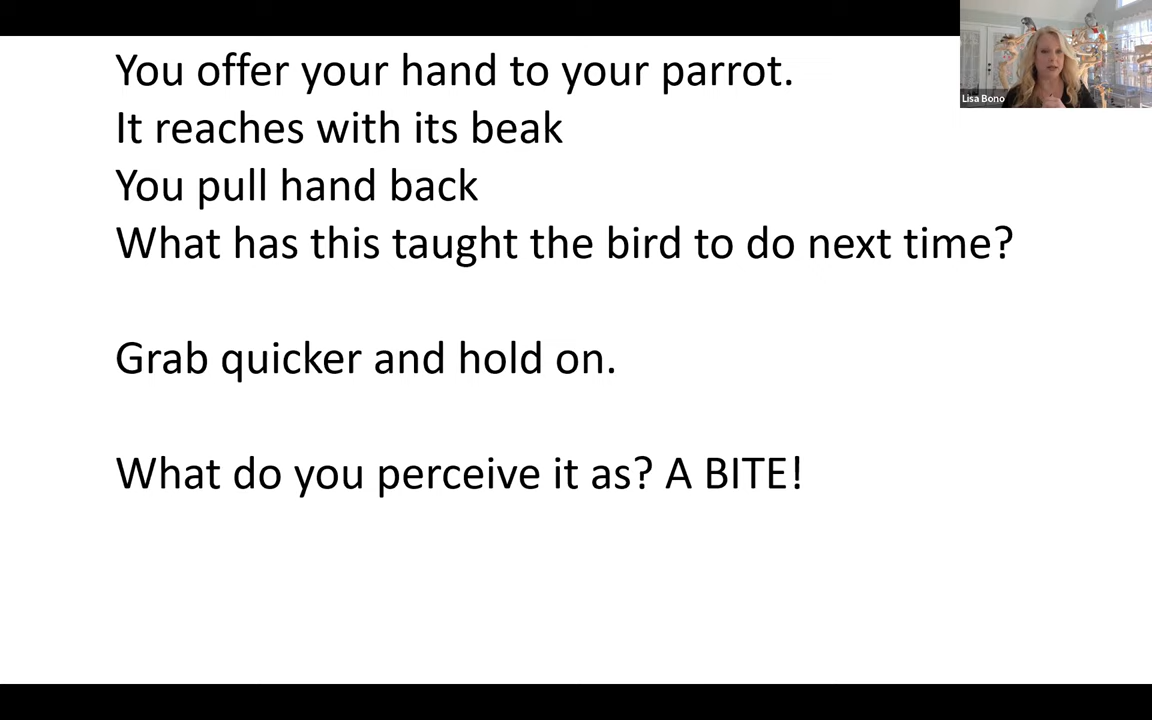 You offer your hand to your parrot.
It reaches with its beak
You pull hand back
What has this taught the bird to do next time?
Grab quicker and hold on.
What do you perceive it as? A BITE!
Lisa Bono